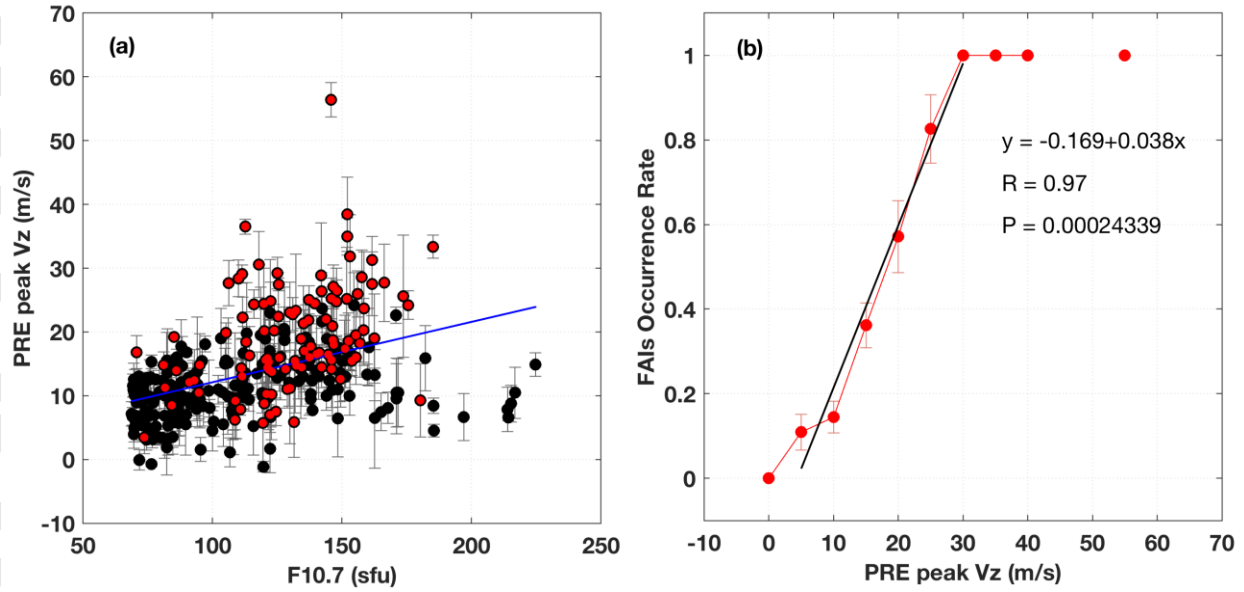 (a)
70
60
50
40
30
20
10
0
-10
PRE peak Vz (m/s)
50 100 150 200 250
F10.7 (sfu)
(b)
1
0.8
0.6
0.4
0.2
0
FAIs Occurrence Rate
y = -0.169+0.038x
R = 0.97
P = 0.00024339
-10 0 10 20 30 40 50 60 70
PRE peak Vz (m/s)